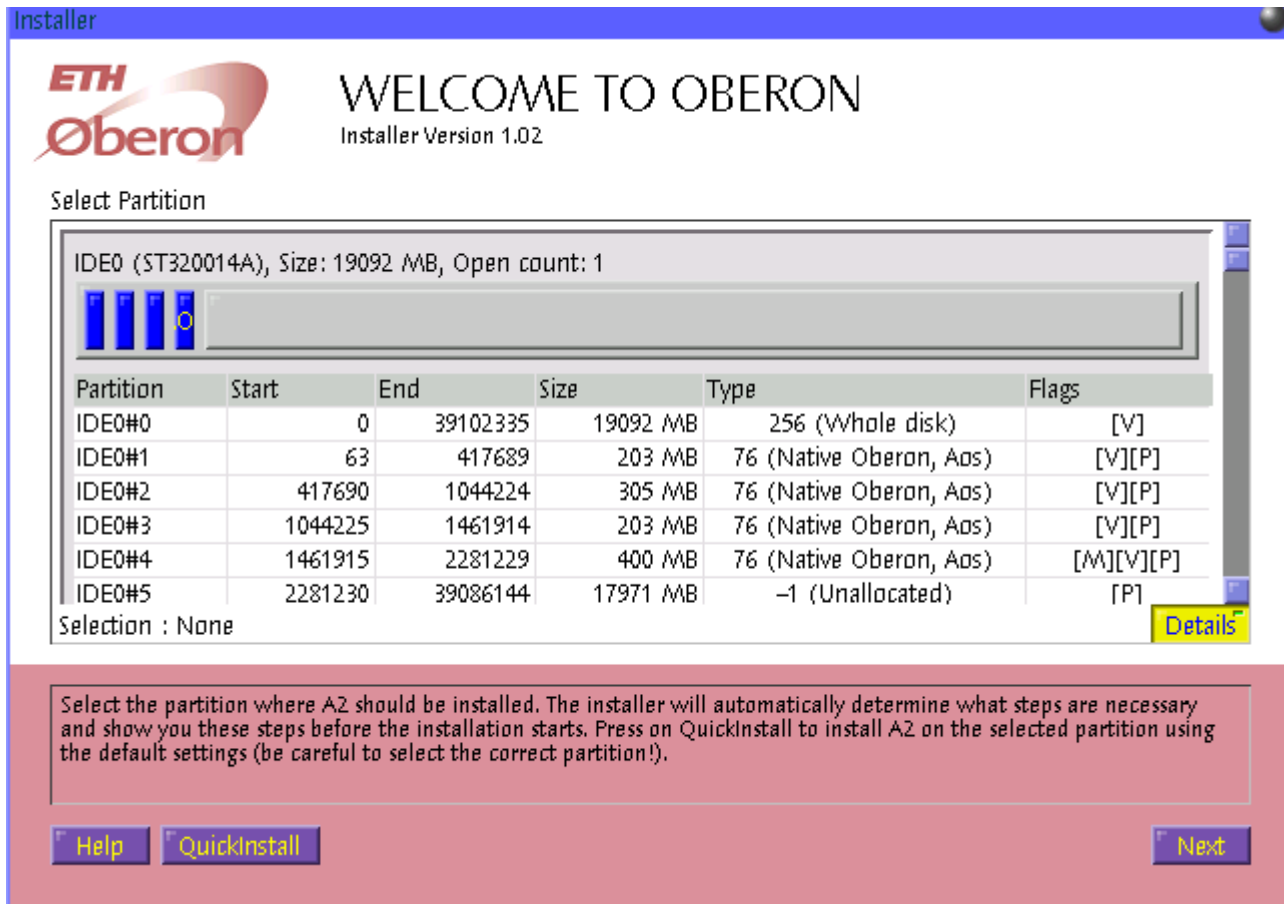 Installer
ETH
Oberon
WELCOME TO OBERON
Installer Version 1.02
Select Partition
IDE0 (ST320014A), Size: 19092 MB, Open count: 1
O
Partition Start End Size Type Flags
IDE0#0 0 39102335 19092 MB 256 (Whole disk) [V]
IDE0#1 63 417689 203 MB 76 (Native Oberon, Aos) [V][P]
IDE0#2 417690 1044224 305 MB 76 (Native Oberon, Aos) [V][P]
IDE0#3 1044225 1461914 203 MB 76 (Native Oberon, Aos) [V][P]
IDE0#4 1461915 2281229 400 MB 76 (Native Oberon, Aos) [M][V][P]
IDE0#5 2281230 39086144 17971 MB -1 (Unallocated) [P]
Selection : None
Details
Select the partition where A2 should be installed. The installer will automatically determine what steps are necessary
and show you these steps before the installation starts. Press on QuickInstall to install A2 on the selected partition using
the default settings (be careful to select the correct partition!).
Help QuickInstall Next